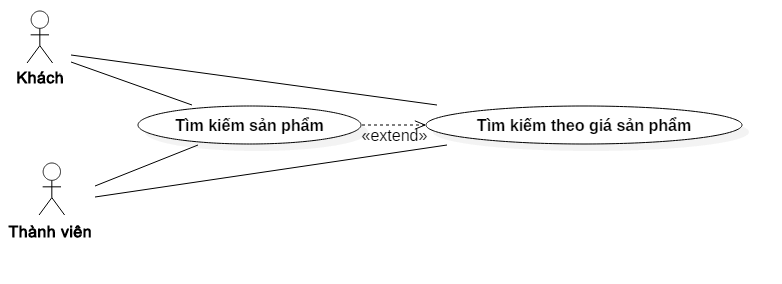 Khách
Tìm kiếm sản phẩm
Tìm kiếm theo giá sản phẩm
«extend»
Thành viên